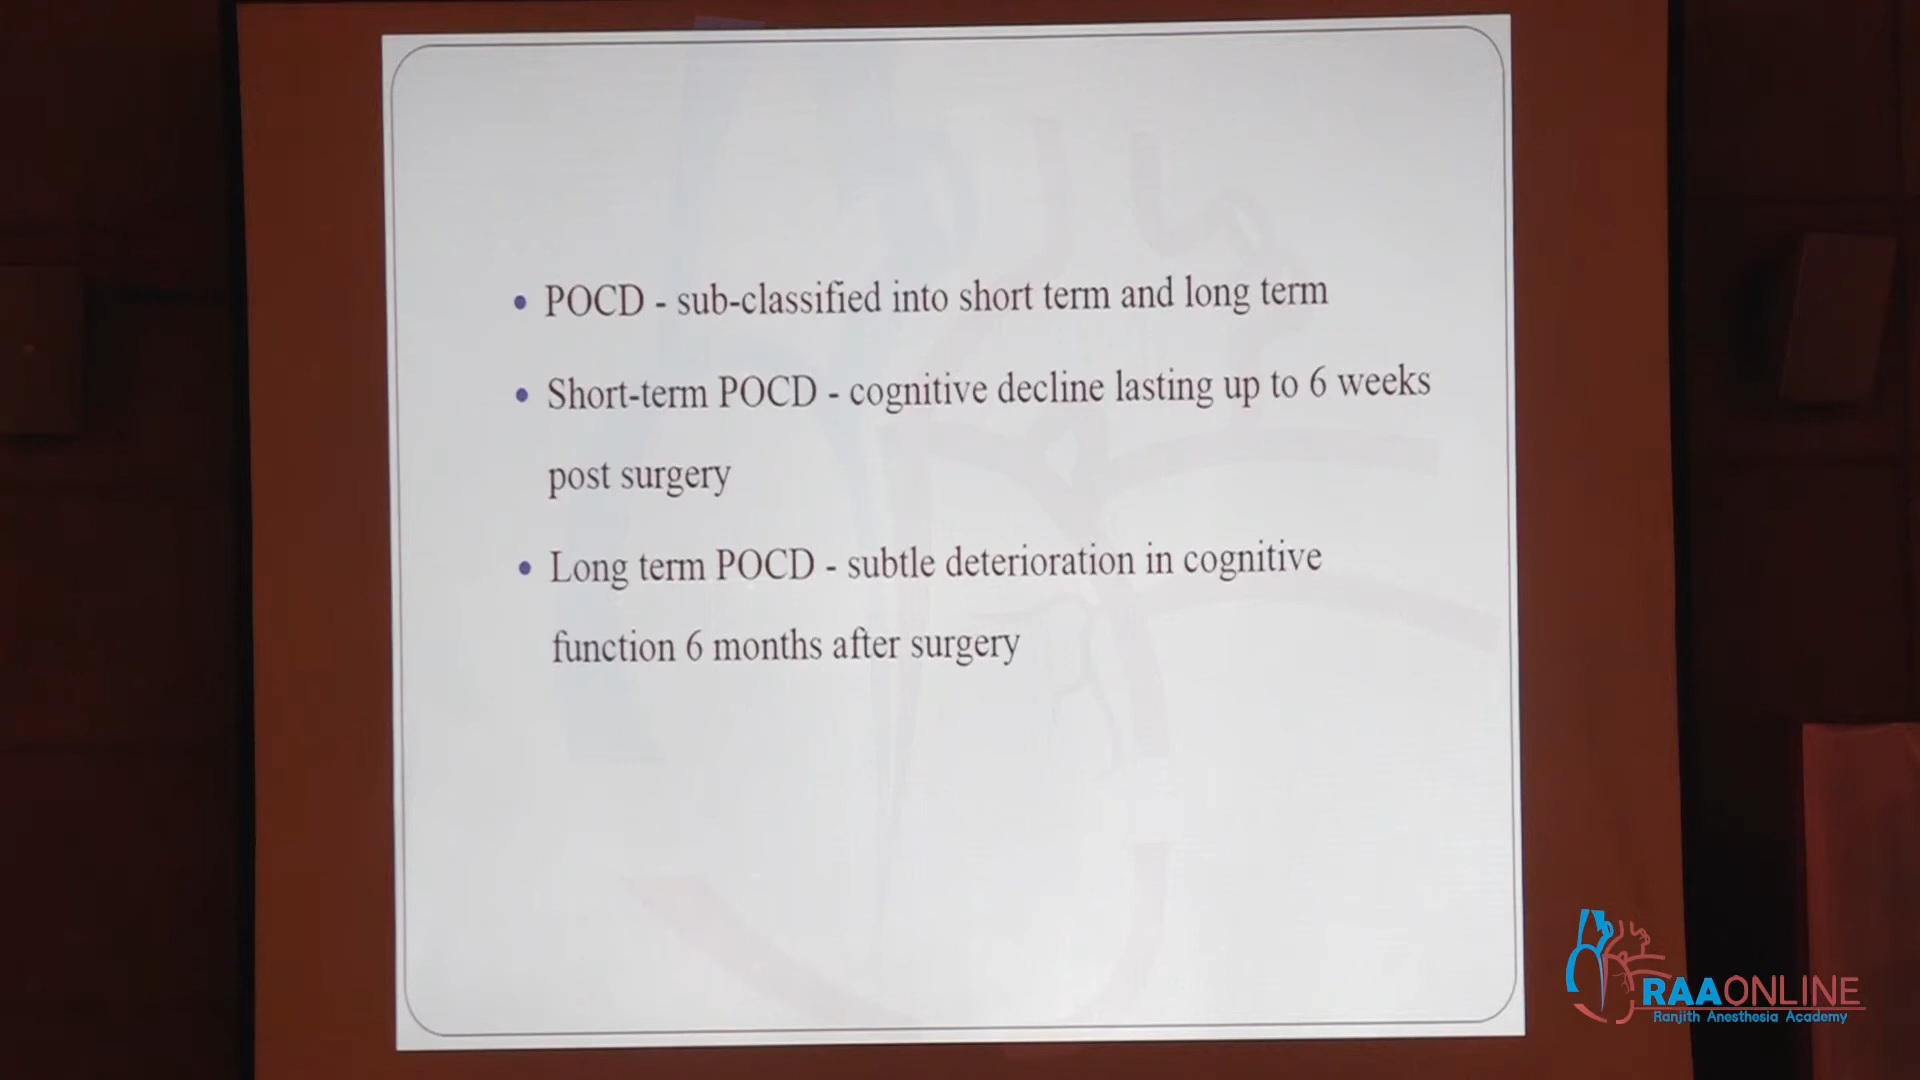 • POCD - sub-classified into short term and long term
• Short-term POCD - cognitive decline lasting up to 6 weeks
post surgery
• Long term POCD - subtle deterioration in cognitive
function 6 months after surgery
RAAONLINE
Ranjith Anesthesia Academy